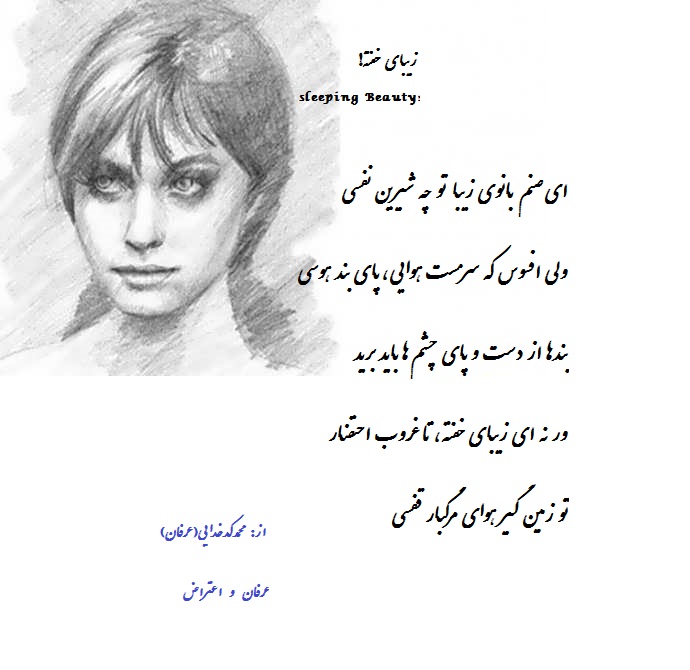 زیبای خفته!
sleeping Beauty:
ای صنم بانوی زیبا تو چه شیرین نفسی
ولی افسوس که سرمست هوایی، پای بند هوسی
بندها از دست و پای چشم ها باید برید
ور نه ای زیبای خفته، تا غروب احتضار
تو زمین گیر هوای مرگبار قفسی
از: محمد کدخدایی (عرفان)
عرفان و اعتراض